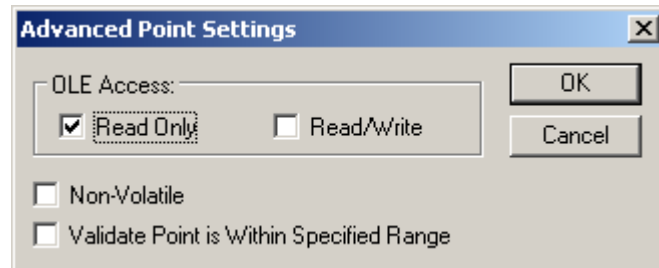 Advanced Point Settings
OLE Access:
OK
Read Only Read/Write
Cancel
Non-Volatile
Validate Point is Within Specified Range